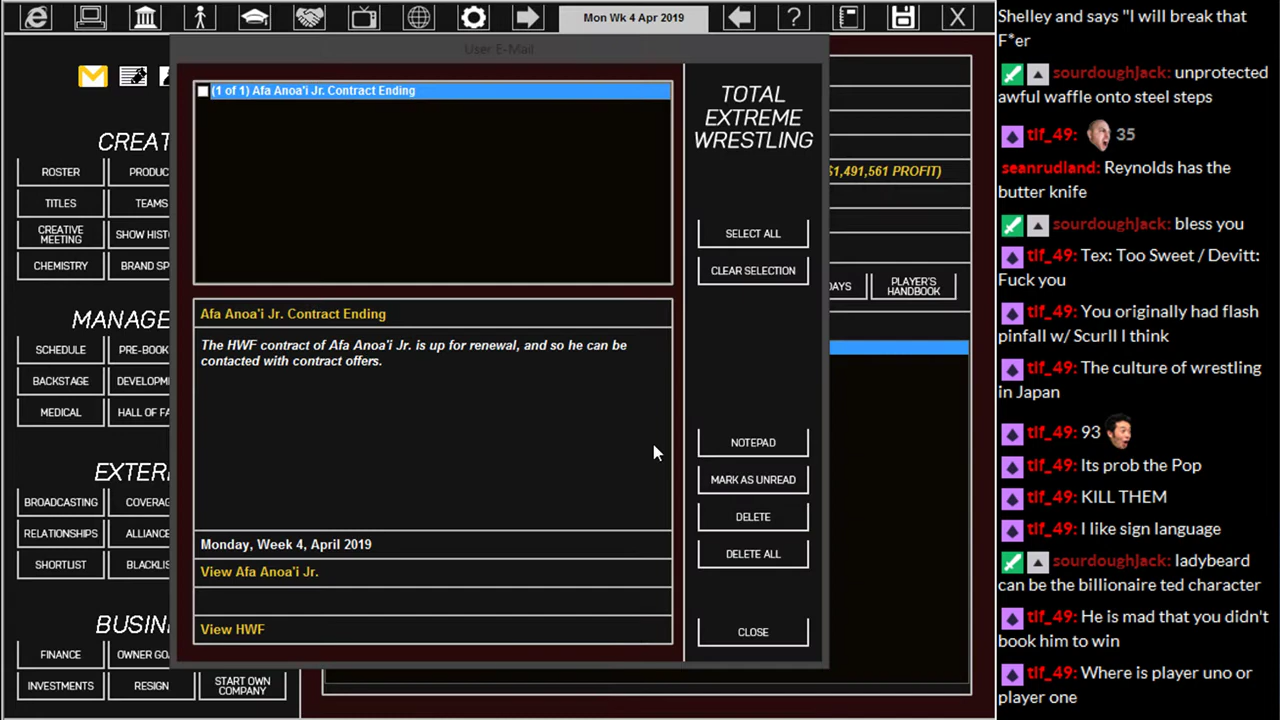 Mon Wk 4 Apr 2019
?
X
User E-Mail
CREAT
ROSTER
PRODUC
TITLES
TEAMS
CREATIVE
MEETING
SHOW HIST
CHEMISTRY
BRAND SP
MANAGE
SCHEDULE
PRE-BOOK
BACKSTAGE
DEVELOPM
MEDICAL
HALL OF FA
EXTER
BROADCASTING
COVERAG
RELATIONSHIPS
ALLIANC
SHORTLIST
BLACKLIS
BUSIN
FINANCE
OWNER GOA
INVESTMENTS
RESIGN
START OWN
COMPANY
(1 of 1) Afa Anoa'i Jr. Contract Ending
Afa Anoa'i Jr. Contract Ending
The HWF contract of Afa Anoa'i Jr. is up for renewal, and so he can be
contacted with contract offers.
Monday, Week 4, April 2019
View Afa Anoa'i Jr.
View HWF
TOTAL
EXTREME
WRESTLING
SELECT ALL
CLEAR SELECTION
NOTEPAD
MARK AS UNREAD
DELETE
DELETE ALL
CLOSE
$1,491,561 PROFIT)
DAYS
PLAYER'S
HANDBOOK
Shelley and says "I will break that
F*er
sourdoughjack: unprotected
awful waffle onto steel steps
tlf_49: 35
seanrudland: Reynolds has the
butter knife
sourdoughjack: bless you
tlf_49: Tex: Too Sweet / Devitt:
Fuck you
tlf_49: You originally had flash
pinfall w/ Scurll I think
tlf_49: The culture of wrestling
in Japan
tlf_49: 93
tlf_49: Its prob the Pop
tlf_49: KILL THEM
tlf_49: I like sign language
sourdoughjack: ladybeard
can be the billionaire ted character
tlf_49: He is mad that you didn't
book him to win
tlf_49: Where is player uno or
player one